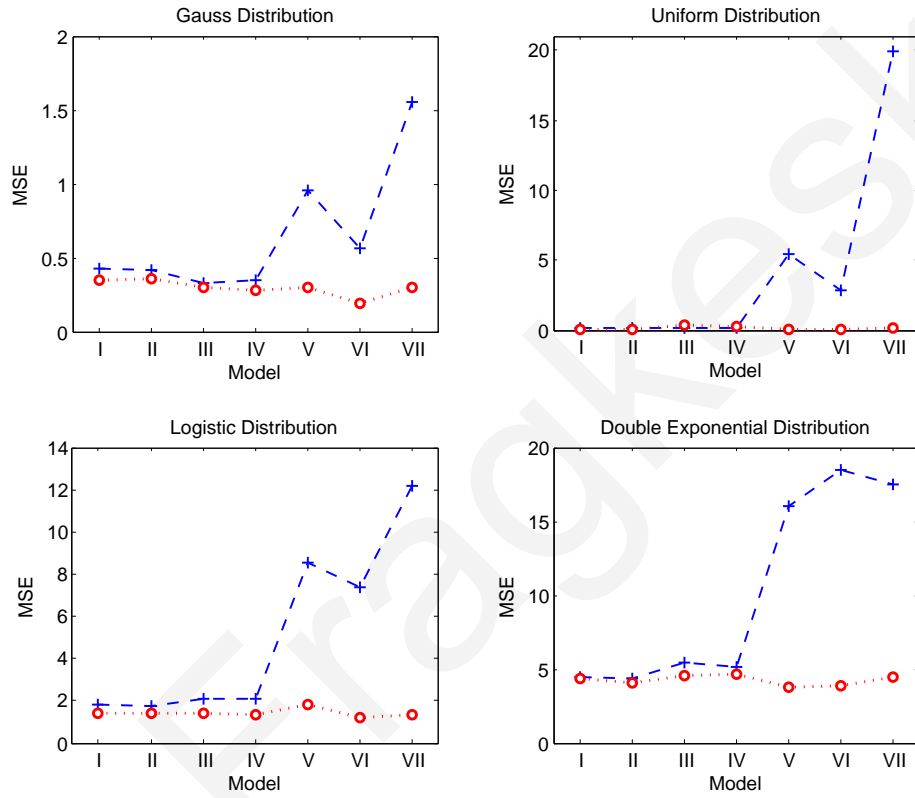 Gauss Distribution
2
1.5
1
0.5
0
MSE
I II III IV V VI VII
Model
Uniform Distribution
20
15
10
5
0
MSE
I II III IV V VI VII
Model
Logistic Distribution
14
12
10
8
6
4
2
0
MSE
I II III IV V VI VII
Model
Double Exponential Distribution
20
15
10
5
0
MSE
I II III IV V VI VII
Model
Fragkesk